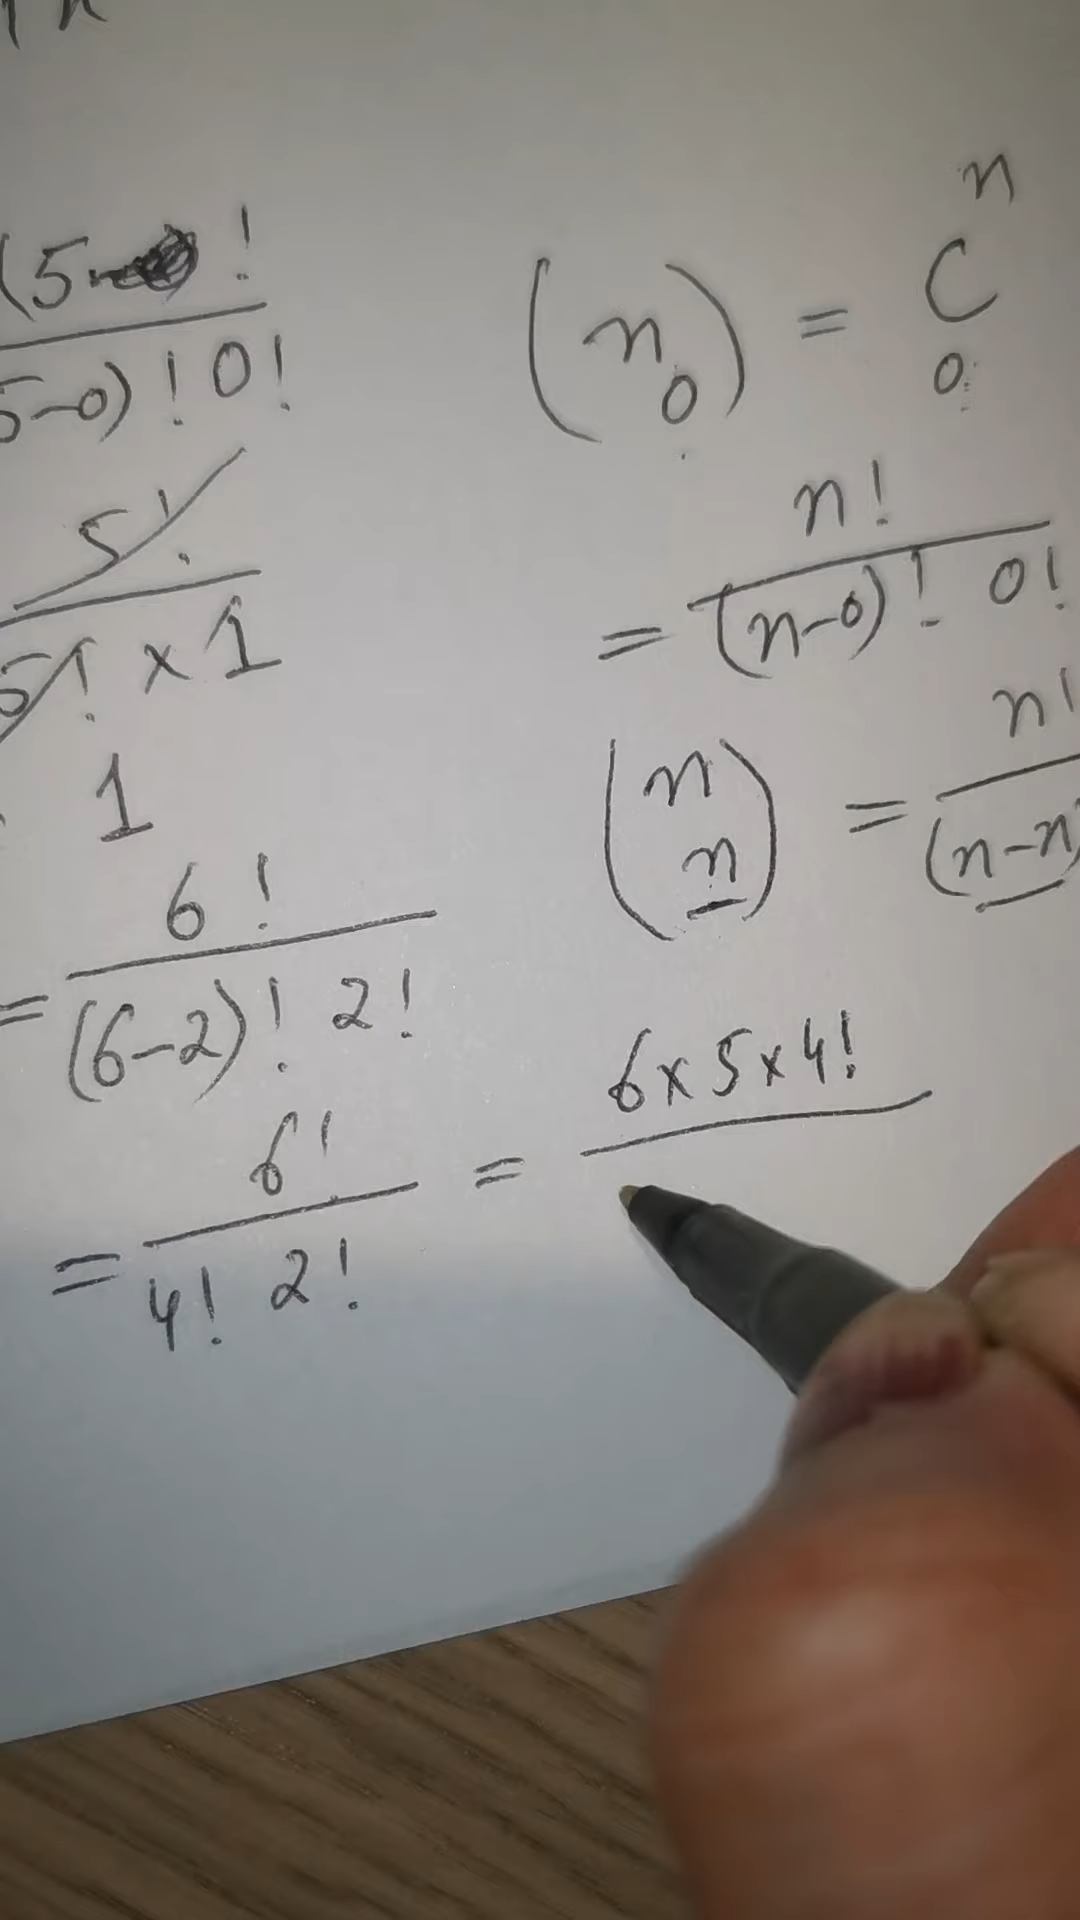 (5 !
5-0)! 0!
5!
5! x 1
1
= 6!
(6-2)! 2!
= 6!
4! 2!
= 6x5x4!
(n
0) = C
n
0
= n!
(n-0)! 0!
(n
n) = n!
(n-n)